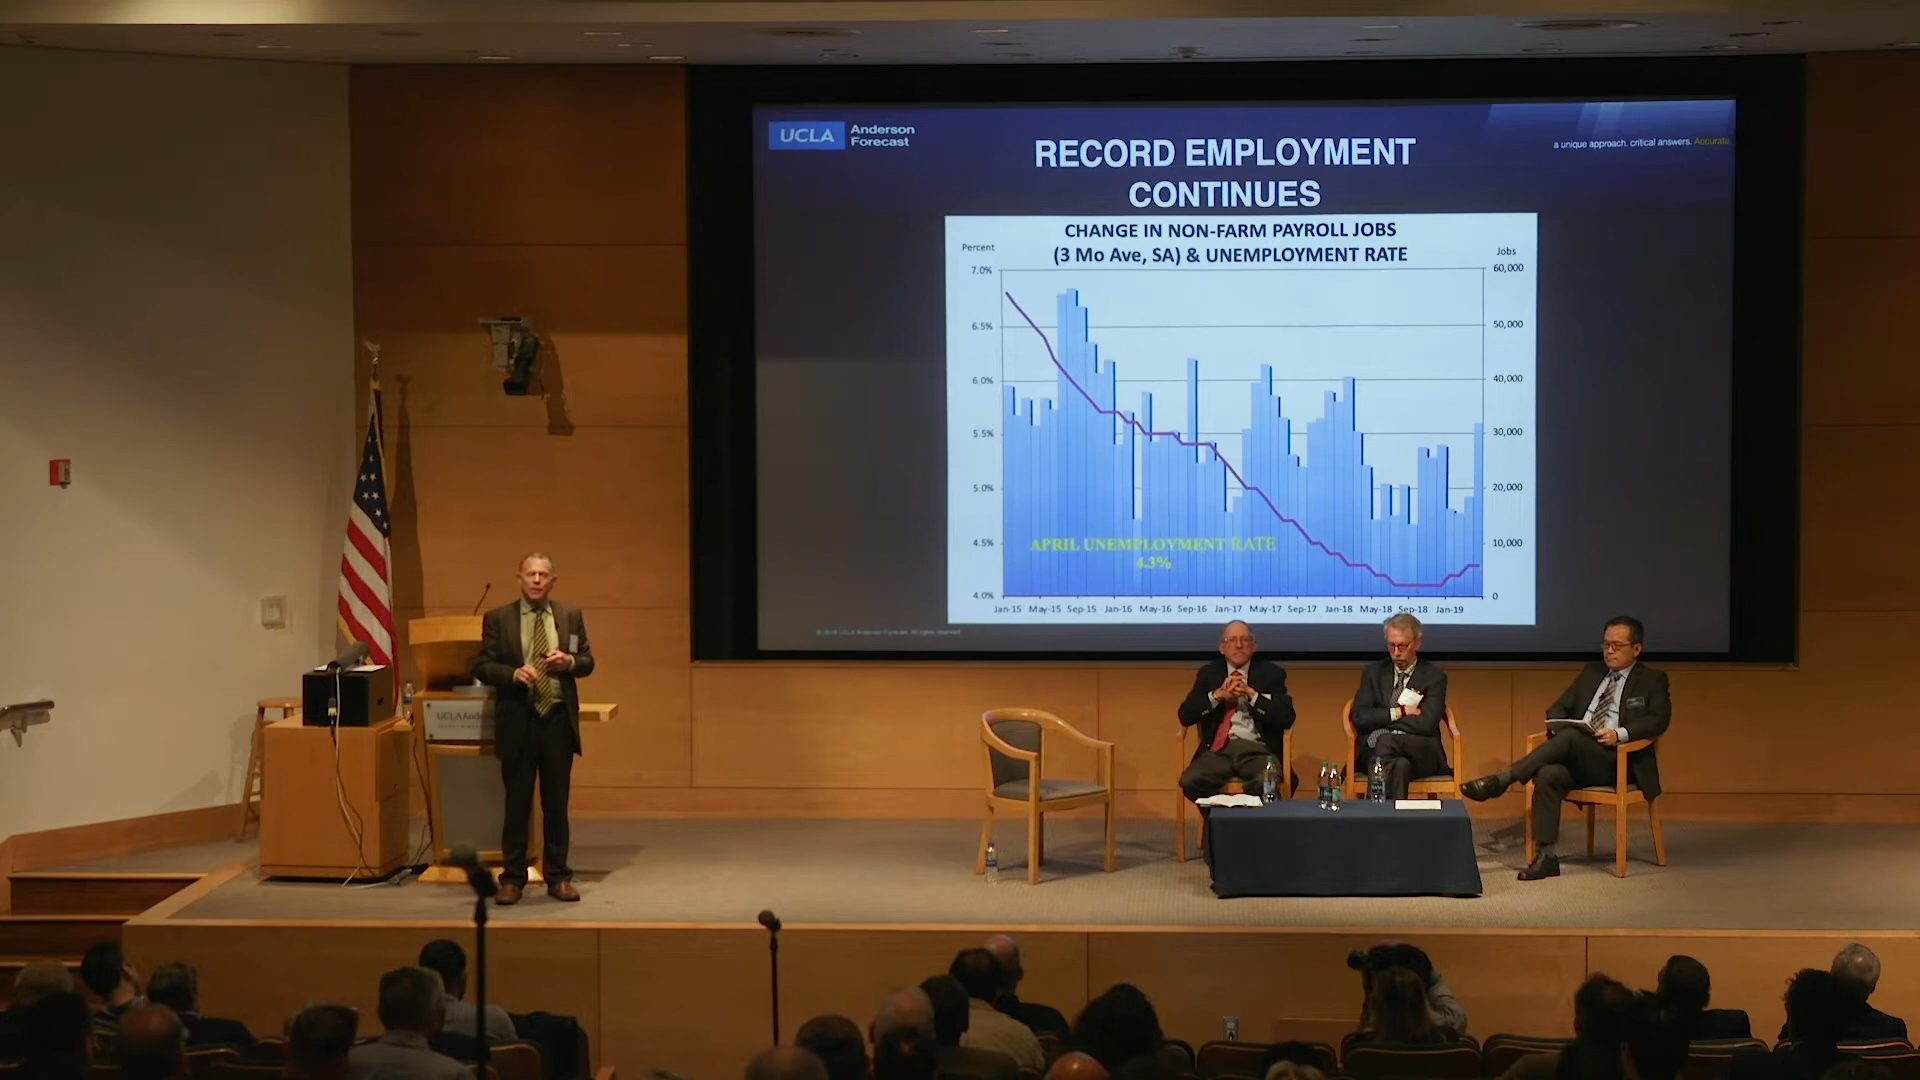 UCLA Anderson
Forecast
a unique approach. critical answers. Accurate.
RECORD EMPLOYMENT
CONTINUES
CHANGE IN NON-FARM PAYROLL JOBS
(3 Mo Ave, SA) & UNEMPLOYMENT RATE
Percent
Jobs
7.0%
6.5%
6.0%
5.5%
5.0%
4.5%
4.0%
60,000
50,000
40,000
30,000
20,000
10,000
0
APRIL UNEMPLOYMENT RATE
4.3%
Jan-15 May-15 Sep-15 Jan-16 May-16 Sep-16 Jan-17 May-17 Sep-17 Jan-18 May-18 Sep-18 Jan-19
UCLAAnde